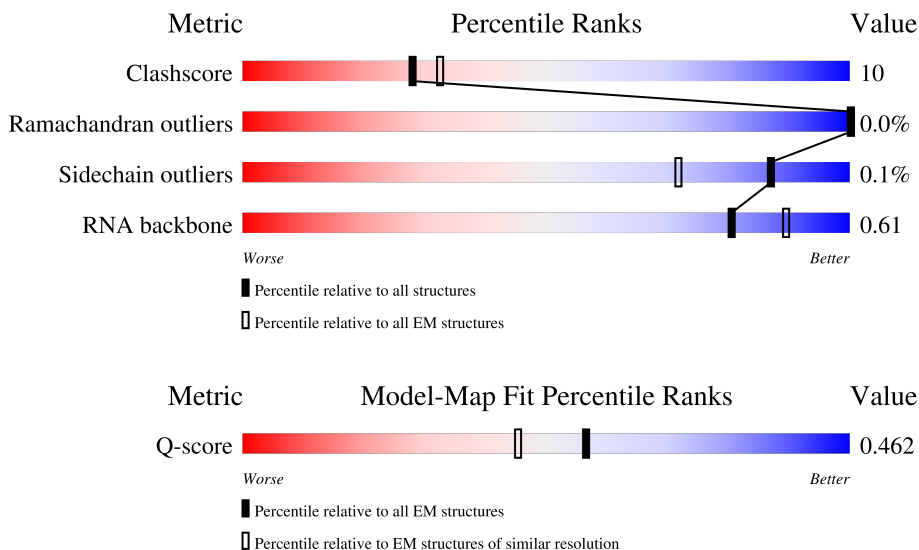 Metric Percentile Ranks Value
Clashscore 10
Ramachandran outliers 0.0%
Sidechain outliers 0.1%
RNA backbone 0.61
Worse Better
Percentile relative to all structures
Percentile relative to all EM structures
Metric Model-Map Fit Percentile Ranks Value
Q-score 0.462
Worse Better
Percentile relative to all EM structures
Percentile relative to EM structures of similar resolution